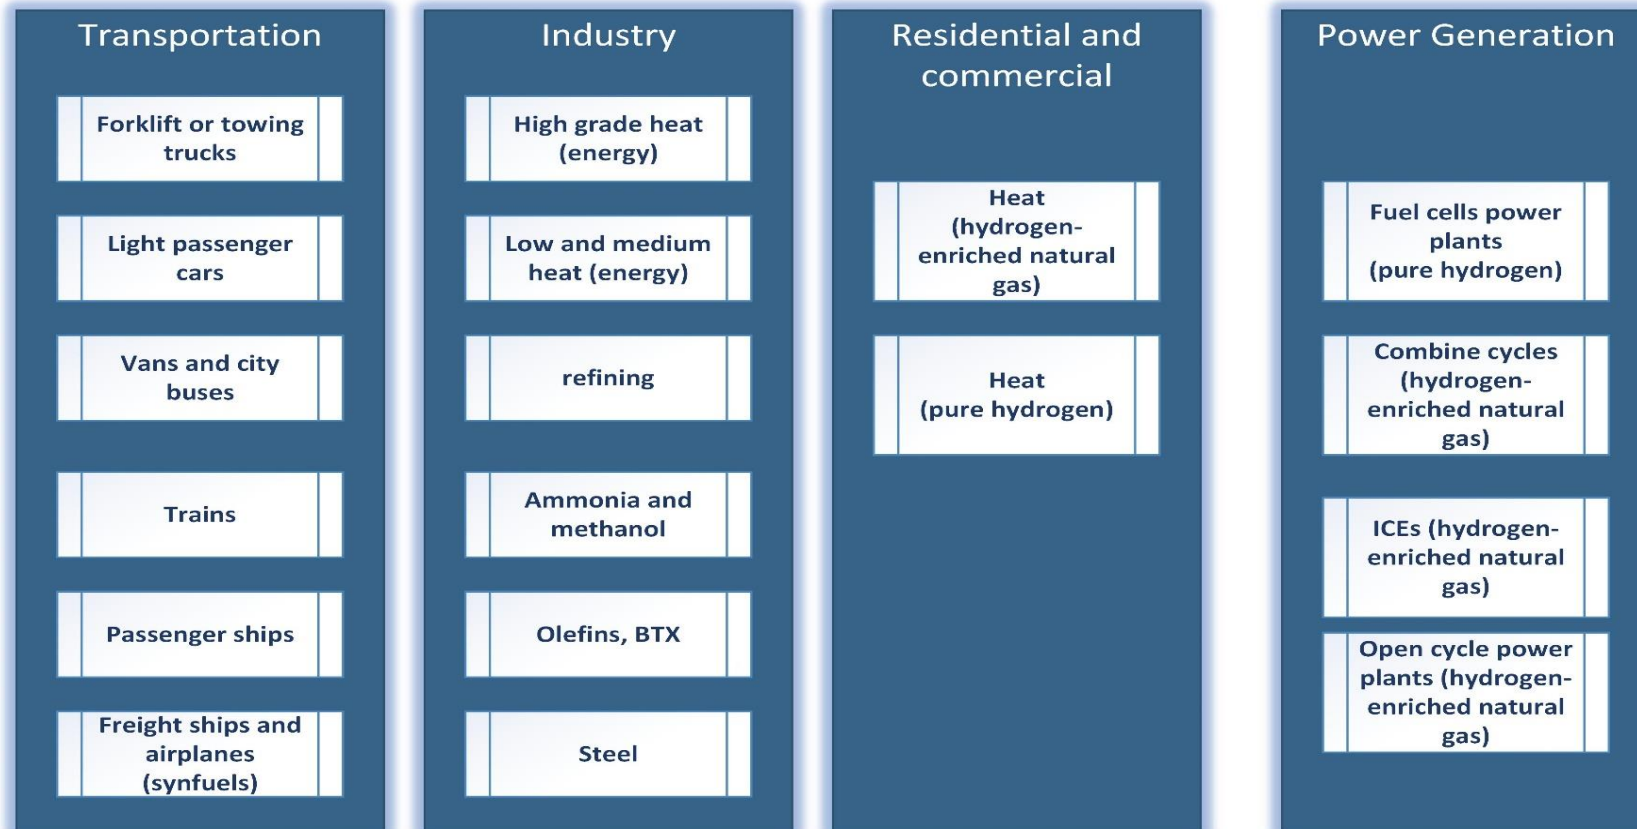 Transportation
Forklift or towing
trucks
Light passenger
cars
Vans and city
buses
Trains
Passenger ships
Freight ships and
airplanes
(synfuels)
Industry
High grade heat
(energy)
Low and medium
heat (energy)
refining
Ammonia and
methanol
Olefins, BTX
Steel
Residential and
commercial
Heat
(hydrogen-
enriched natural
gas)
Heat
(pure hydrogen)
Power Generation
Fuel cells power
plants
(pure hydrogen)
Combine cycles
(hydrogen-
enriched natural
gas)
ICEs (hydrogen-
enriched natural
gas)
Open cycle power
plants (hydrogen-
enriched natural
gas)